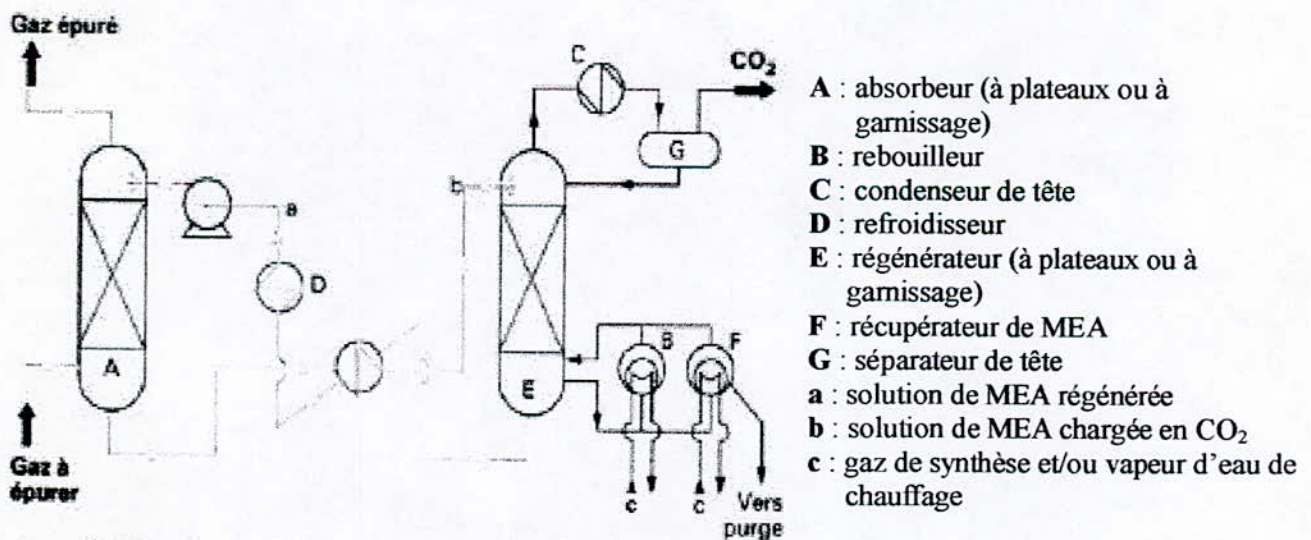 Gaz épuré
C
CO₂
G
b
a
D
A
E
B
F
Gaz à
épurer
c
c
Vers
purge
A : absorbeur (à plateaux ou à
garnissage)
B : rebouilleur
C : condenseur de tête
D : refroidisseur
E : régénérateur (à plateaux ou à
garnissage)
F : récupérateur de MEA
G : séparateur de tête
a : solution de MEA régénérée
b : solution de MEA chargée en CO₂
c : gaz de synthèse et/ou vapeur d'eau de
chauffage